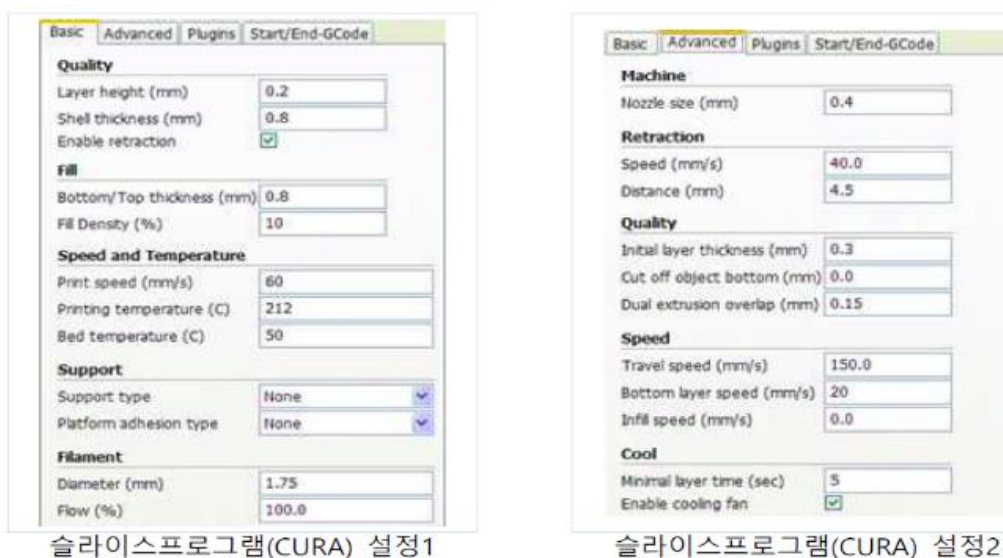 Basic Advanced Plugins Start/End-GCode
Quality
Layer height (mm) 0.2
Shell thickness (mm) 0.8
Enable retraction
Fill
Bottom/Top thickness (mm) 0.8
Fill Density (%) 10
Speed and Temperature
Print speed (mm/s) 60
Printing temperature (C) 212
Bed temperature (C) 50
Support
Support type None
Platform adhesion type None
Filament
Diameter (mm) 1.75
Flow (%) 100.0
슬라이스프로그램(CURA) 설정1
Basic Advanced Plugins Start/End-GCode
Machine
Nozzle size (mm) 0.4
Retraction
Speed (mm/s) 40.0
Distance (mm) 4.5
Quality
Initial layer thickness (mm) 0.3
Cut off object bottom (mm) 0.0
Dual extrusion overlap (mm) 0.15
Speed
Travel speed (mm/s) 150.0
Bottom layer speed (mm/s) 20
Infill speed (mm/s) 0.0
Cool
Minimal layer time (sec) 5
Enable cooling fan
슬라이스프로그램(CURA) 설정2